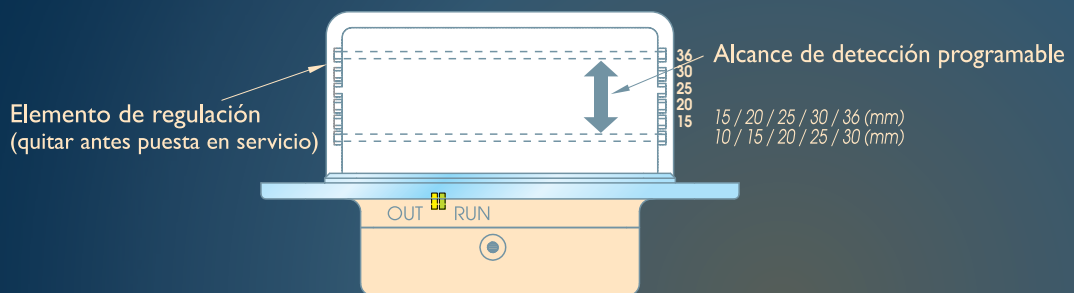 Elemento de regulación
(quitar antes puesta en servicio)
36
30
25
20
15
Alcance de detección programable
15 / 20 / 25 / 30 / 36 (mm)
10 / 15 / 20 / 25 / 30 (mm)
OUT RUN